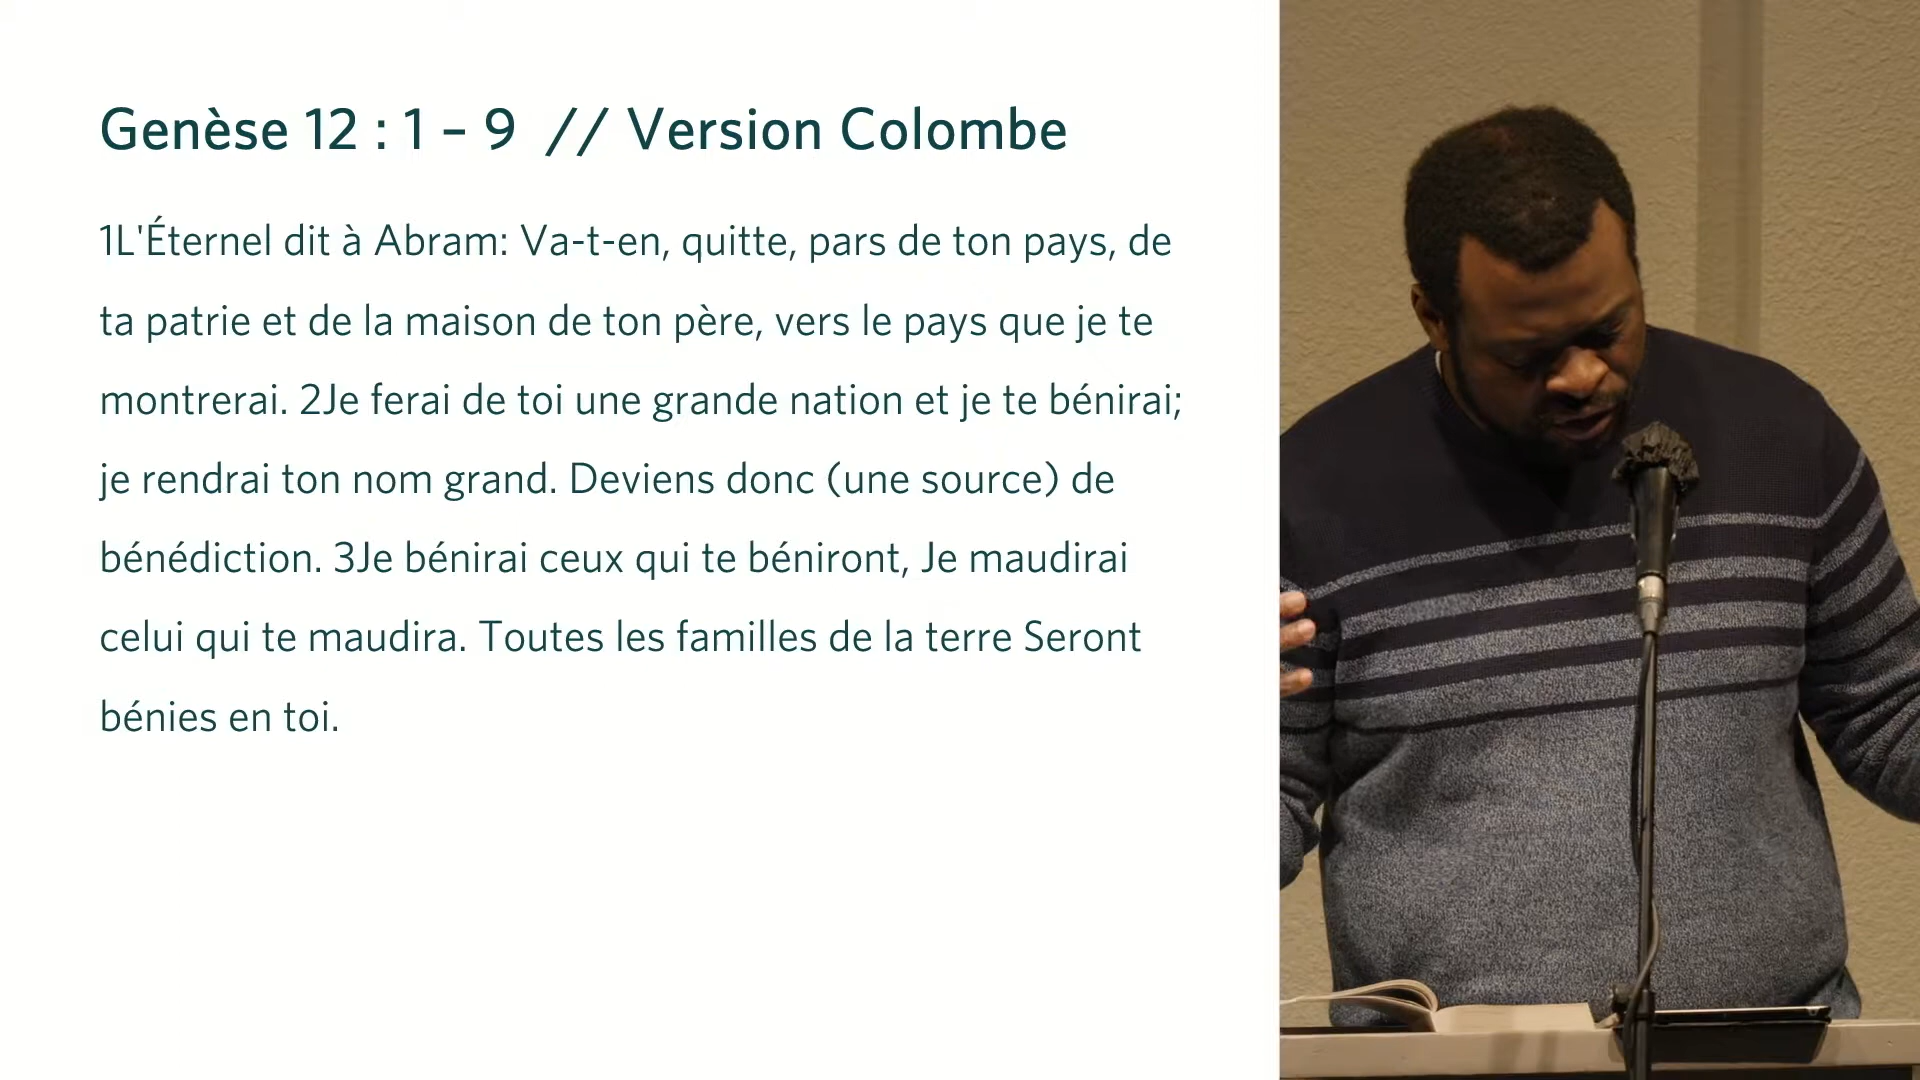 Genèse 12 : 1 – 9 // Version Colombe
1L'Éternel dit à Abram: Va-t-en, quitte, pars de ton pays, de
ta patrie et de la maison de ton père, vers le pays que je te
montrerai. 2Je ferai de toi une grande nation et je te bénirai;
je rendrai ton nom grand. Deviens donc (une source) de
bénédiction. 3Je bénirai ceux qui te béniront, Je maudirai
celui qui te maudira. Toutes les familles de la terre Seront
bénies en toi.